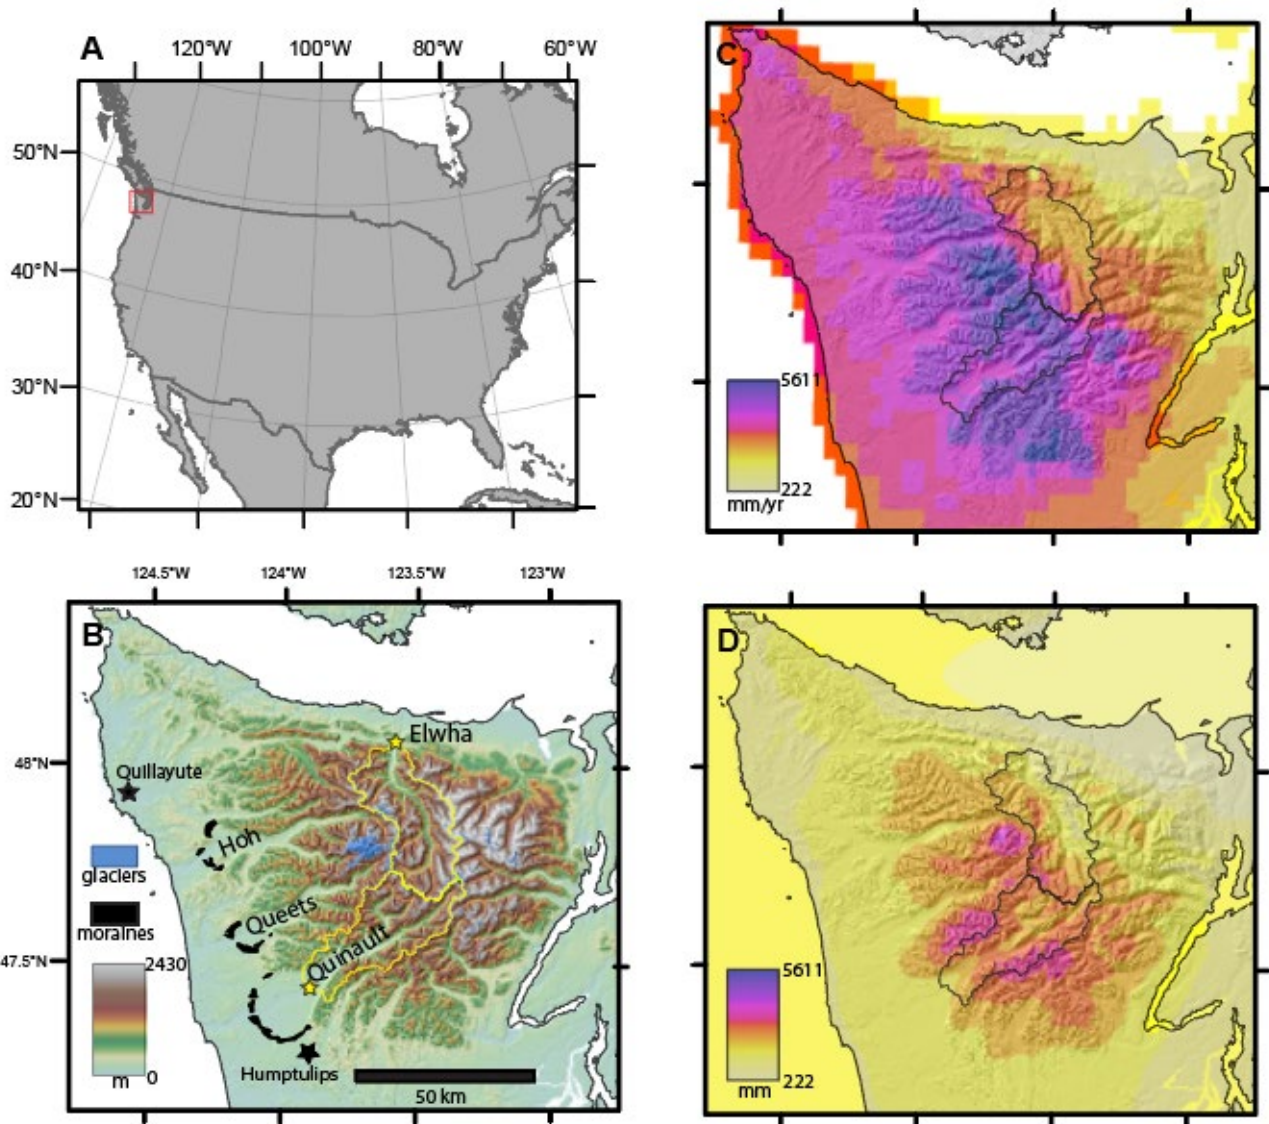 A
120°W 100°W 80°W 60°W
50°N
40°N
30°N
20°N
C
5611
222
mm/yr
124.5°W 124°W 123.5°W 123°W
B
Elwha
48°N
Quillayute
Hoh
glaciers
Queets
moraines
Quinault
47.5°N
2430
m 0
Humptulips
50 km
D
5611
222
mm